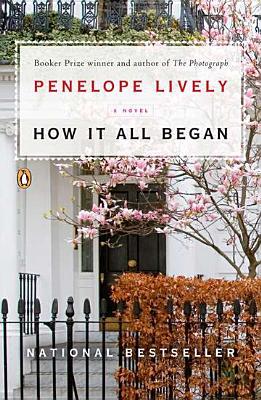 Booker Prize winner and author of The Photograph
PENELOPE LIVELY
A NOVEL
HOW IT ALL BEGAN
NATIONAL BESTSELLER